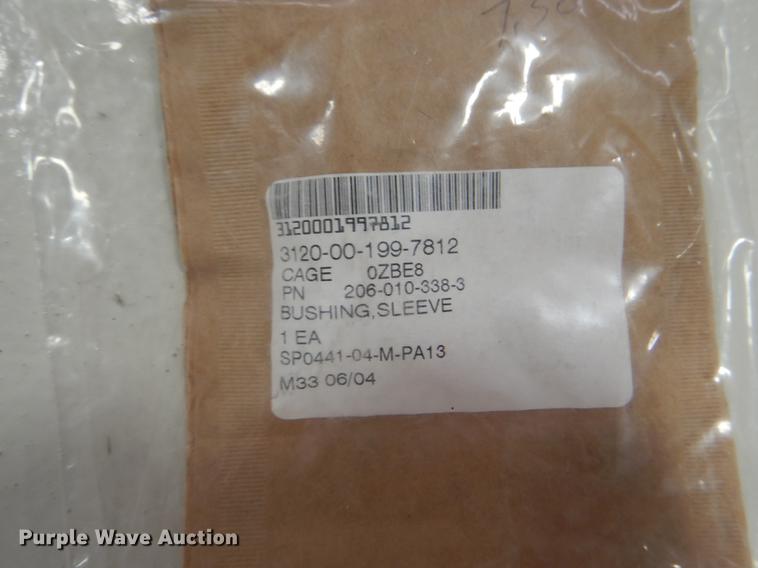 3120001997812
3120-00-199-7812
CAGE 0ZBE8
PN 206-010-338-3
BUSHING,SLEEVE
1 EA
SP0441-04-M-PA13
M33 06/04
Purple Wave Auction